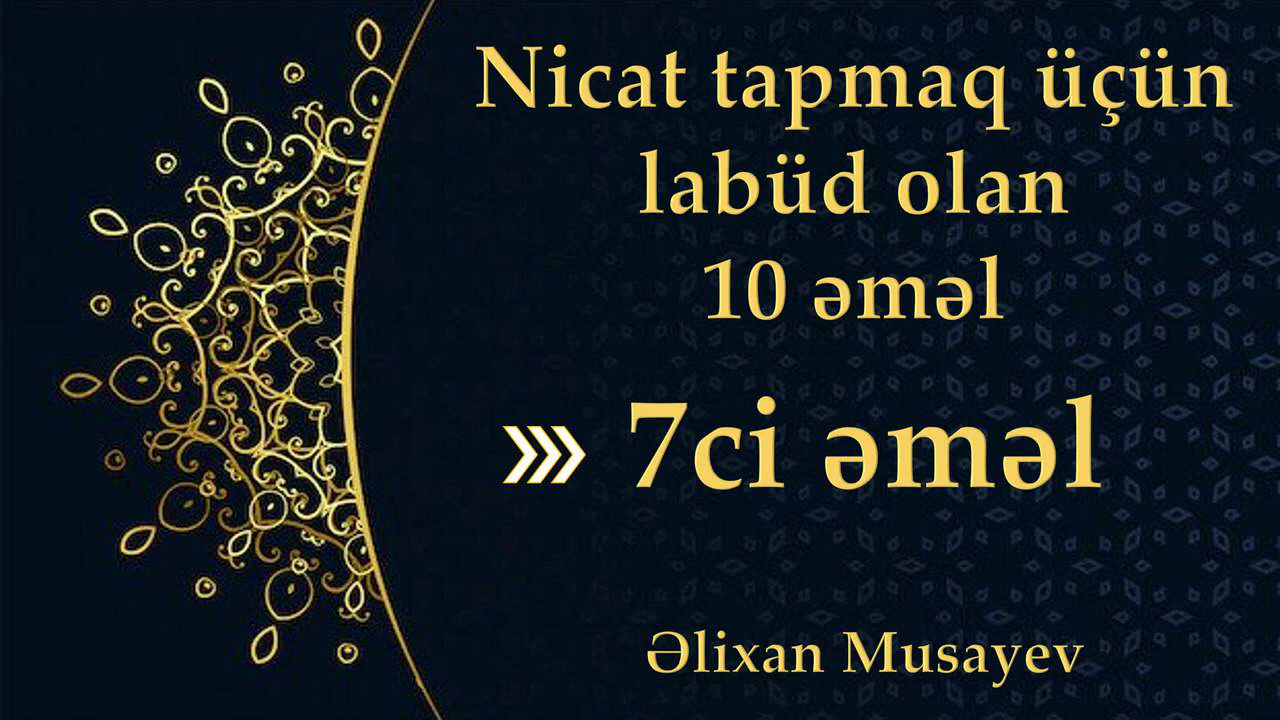 Nicat tapmaq üçün
labüd olan
10 əməl
7ci əməl
Əlixan Musayev